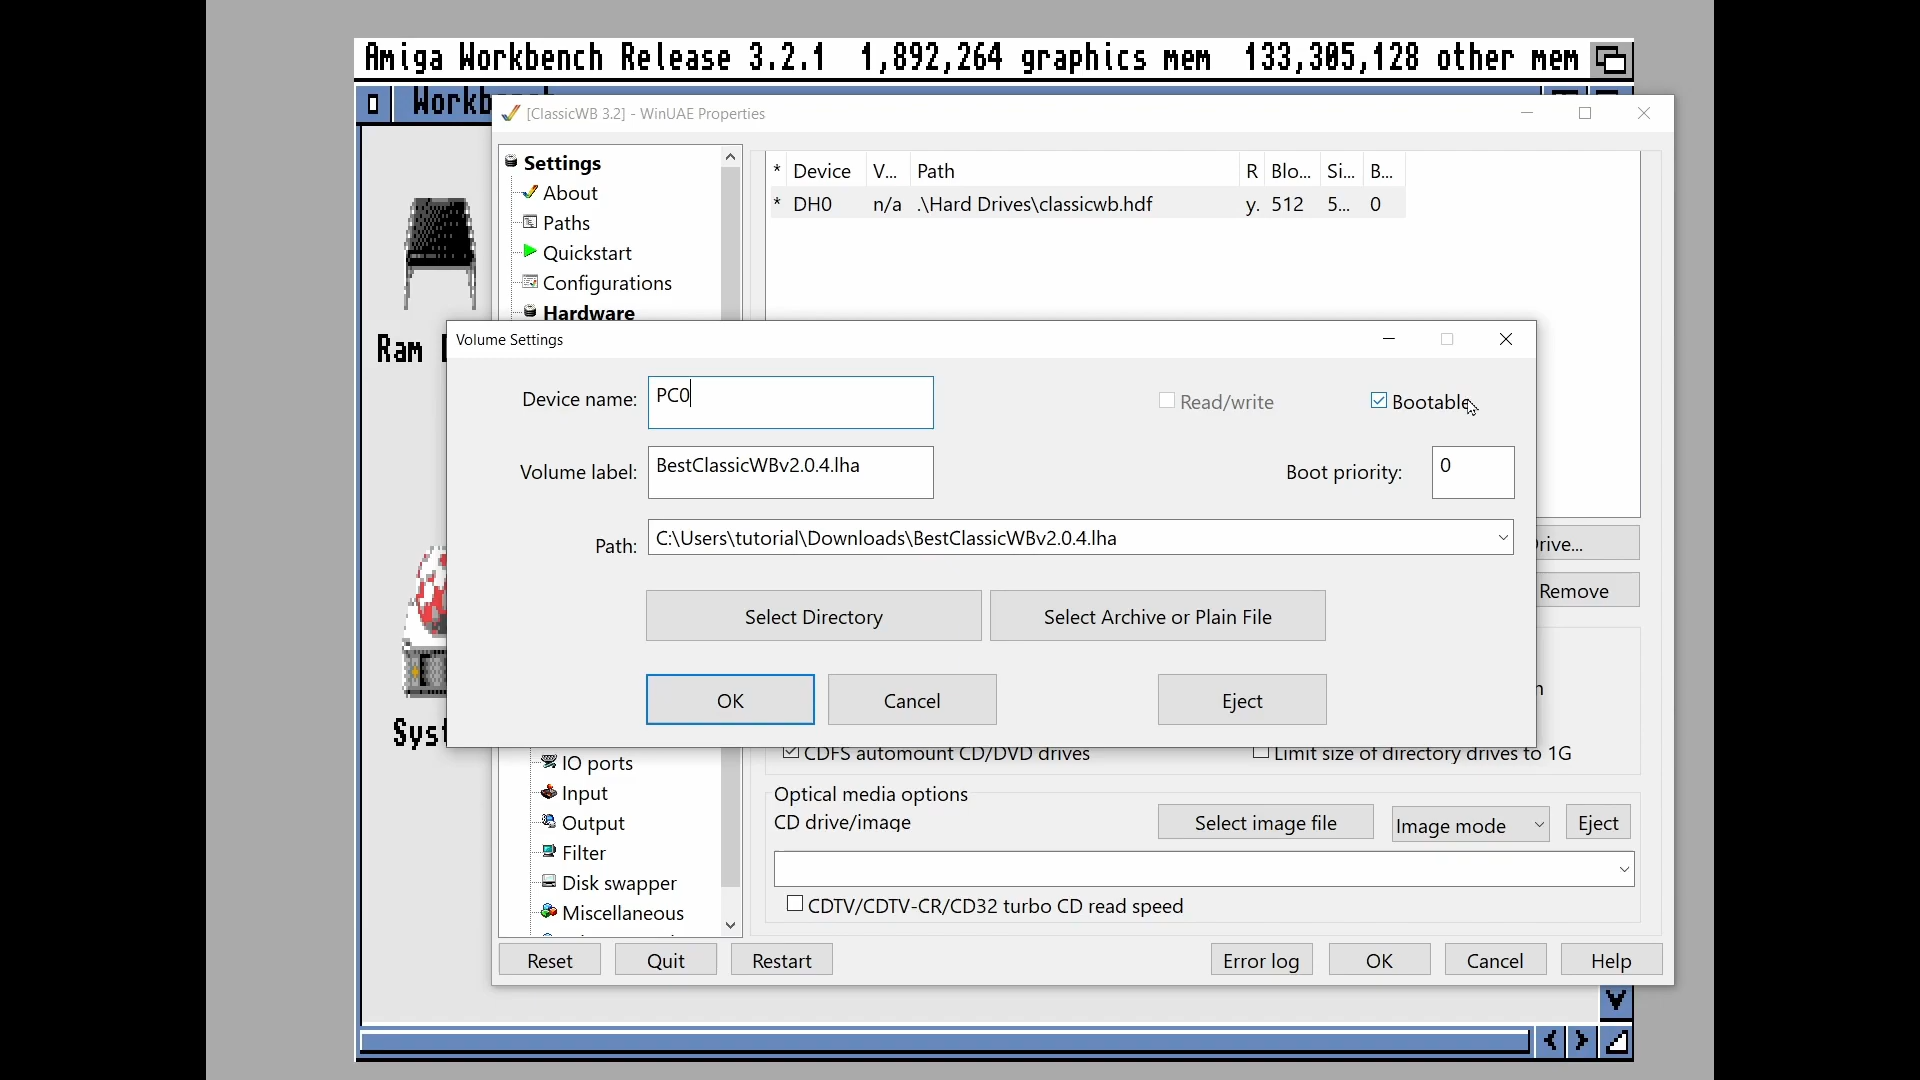 Amiga Workbench Release 3.2.1 1,892,264 graphics mem 133,305,128 other mem
[ClassicWB 3.2] - WinUAE Properties
Settings
About
Paths
Quickstart
Configurations
Hardware
* Device V... Path R Blo... Si... B...
* DH0 n/a .\Hard Drives\classicwb.hdf y. 512 5... 0
Ram
Volume Settings
Device name: PC0
Read/write
Bootable
Volume label: BestClassicWBv2.0.4.lha
Boot priority: 0
Path: C:\Users\tutorial\Downloads\BestClassicWBv2.0.4.lha
Select Directory
Select Archive or Plain File
OK
Cancel
Eject
Remove
CDFS automount CD/DVD drives
Limit size of directory drives to 1G
IO ports
Input
Output
Filter
Disk swapper
Miscellaneous
Optical media options
CD drive/image
Select image file
Image mode
Eject
CDTV/CDTV-CR/CD32 turbo CD read speed
Reset
Quit
Restart
Error log
OK
Cancel
Help